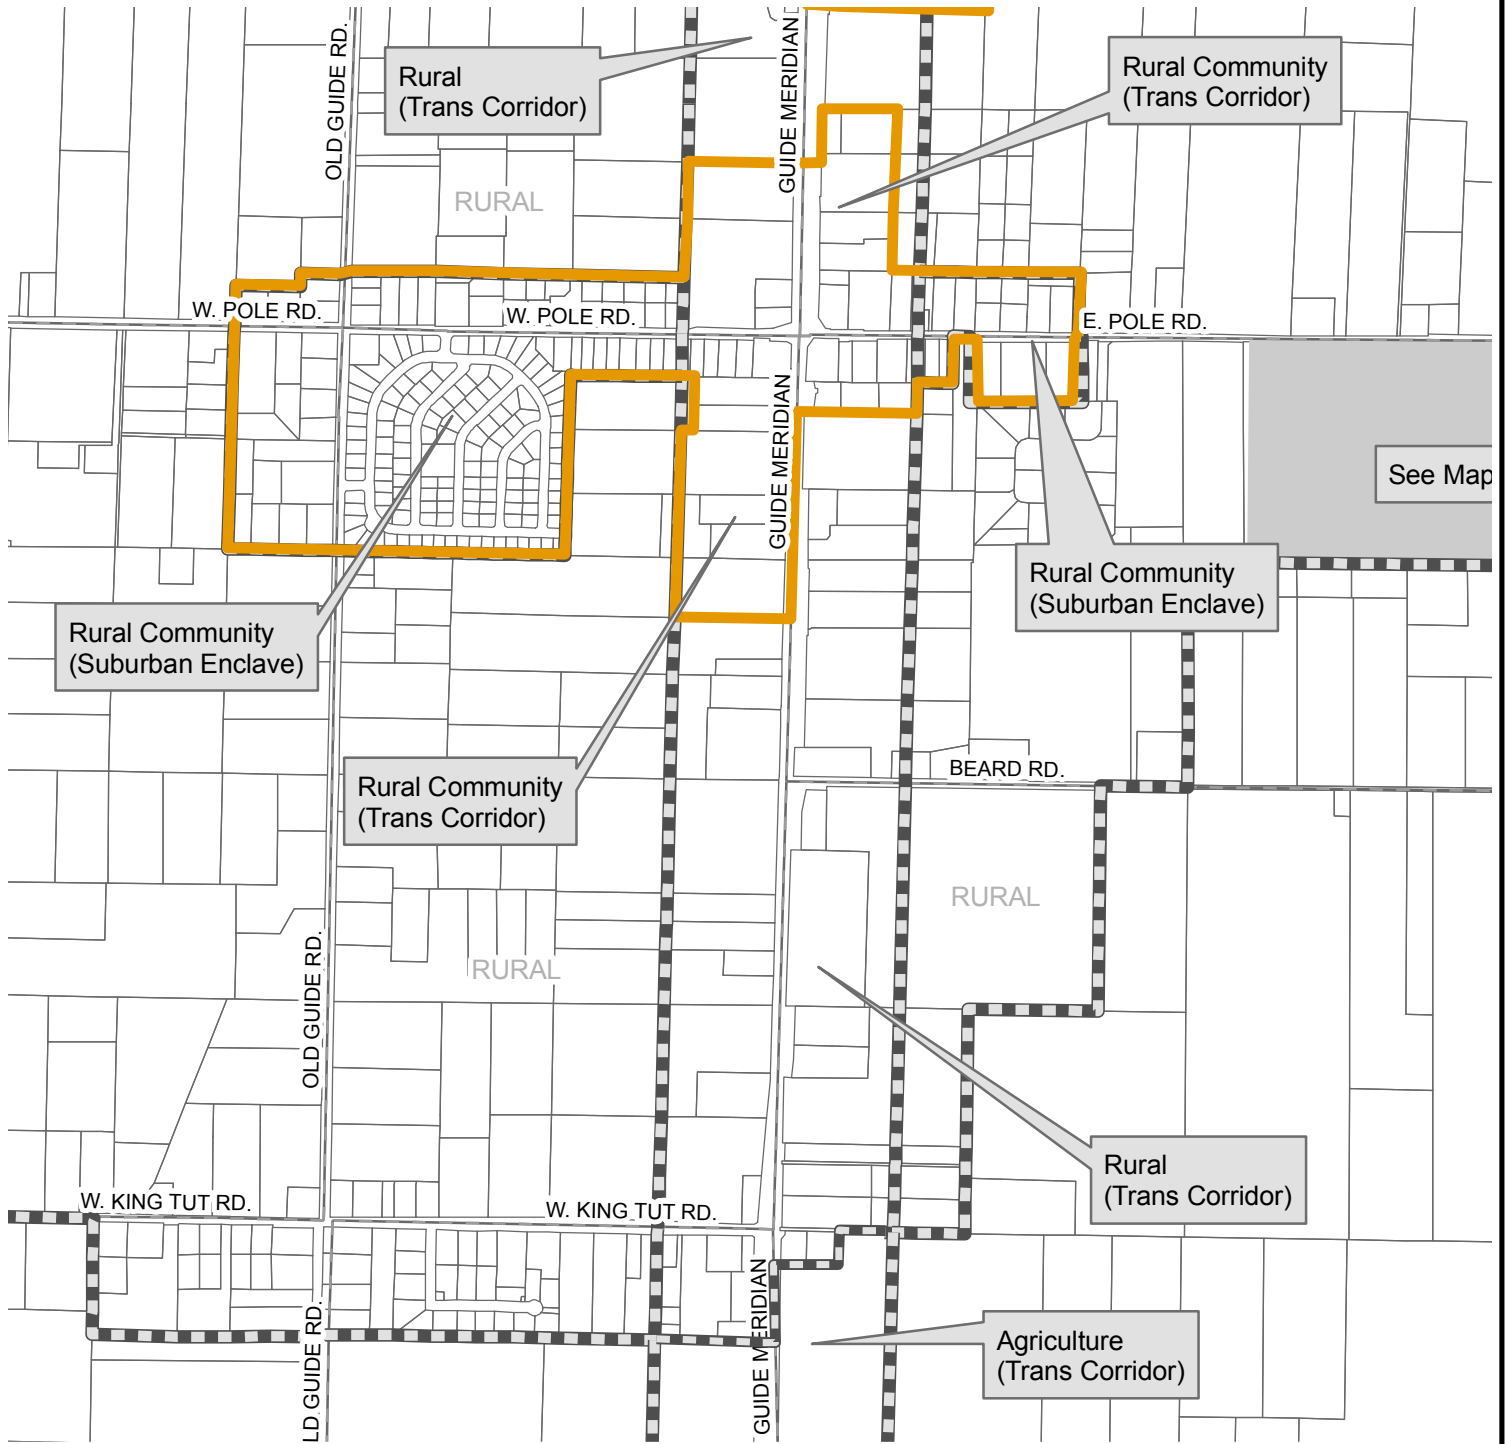 OLD GUIDE RD.
Rural
(Trans Corridor)
GUIDE MERIDIAN
Rural Community
(Trans Corridor)
RURAL
W. POLE RD.
W. POLE RD.
E. POLE RD.
GUIDE MERIDIAN
See Map
Rural Community
(Suburban Enclave)
Rural Community
(Suburban Enclave)
Rural Community
(Trans Corridor)
BEARD RD.
RURAL
RURAL
OLD GUIDE RD.
Rural
(Trans Corridor)
W. KING TUT RD.
W. KING TUT RD.
GUIDE MERIDIAN
LD GUIDE RD.
Agriculture
(Trans Corridor)